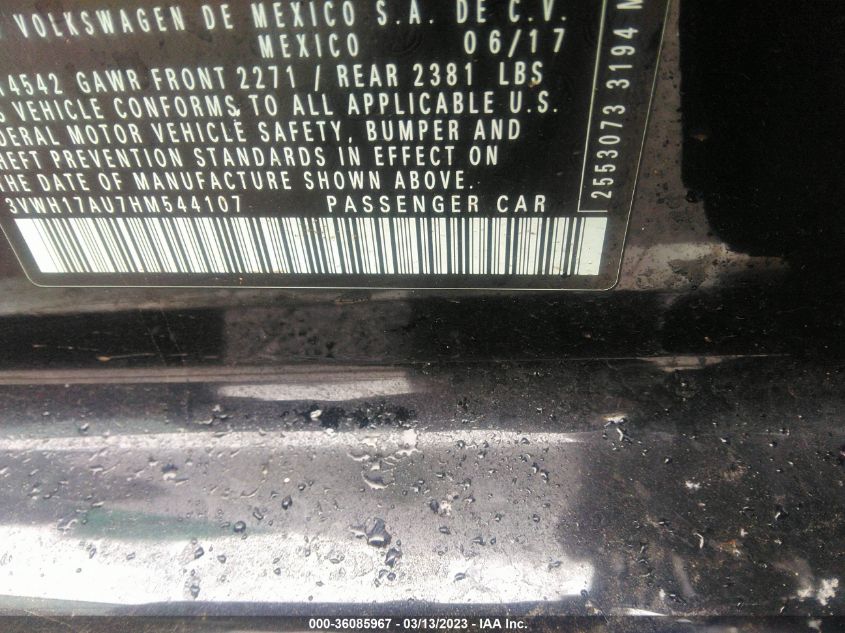 VOLKSWAGEN DE MEXICO S.A. DE C.V.
MEXICO 06/17
4542 GAWR FRONT 2271 / REAR 2381 LBS
S VEHICLE CONFORMS TO ALL APPLICABLE U.S.
DERAL MOTOR VEHICLE SAFETY, BUMPER AND
HEFT PREVENTION STANDARDS IN EFFECT ON
THE DATE OF MANUFACTURE SHOWN ABOVE.
3VWH17AU7HM544107 PASSENGER CAR
2553073 3194 M
000-36085967 - 03/13/2023 - IAA Inc.